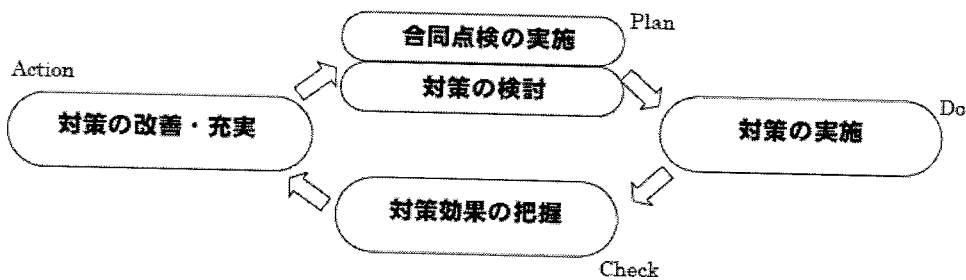 合同点検の実施
Plan
対策の検討
Action
対策の改善・充実
対策の実施
Do
対策効果の把握
Check